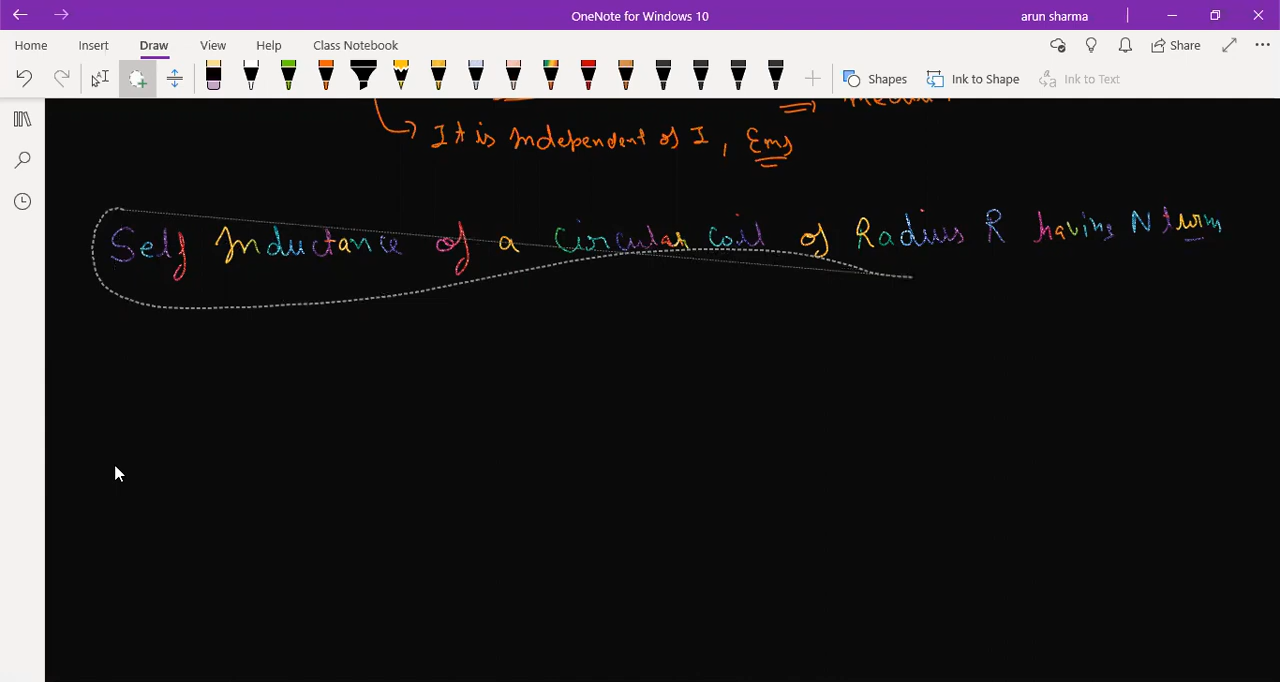 OneNote for Windows 10
arun sharma
Home Insert Draw View Help Class Notebook Share
Shapes Ink to Shape Ink to Text
It is Independent of I, Emf
Self Inductance of a Circular Coil of Radius R having N turn